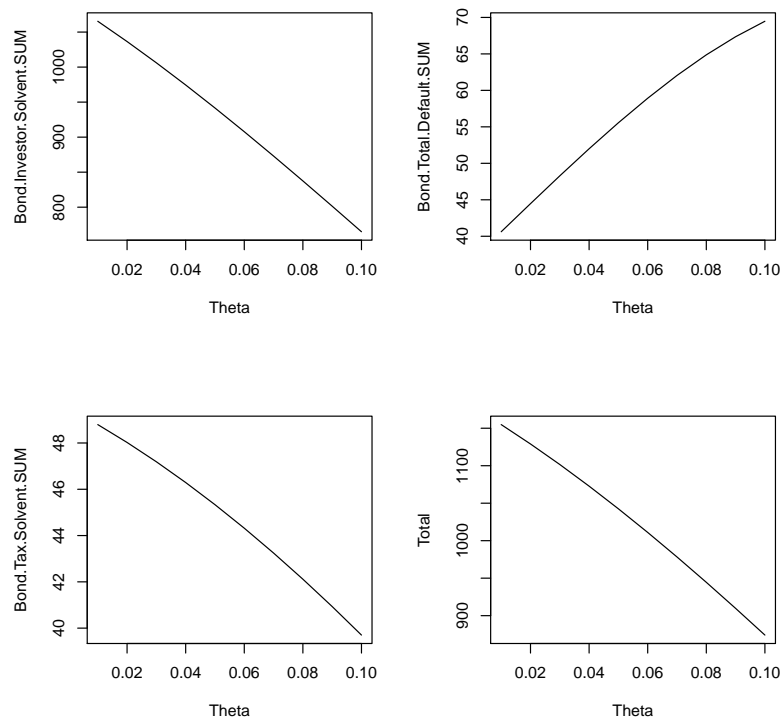 Bond.Investor.Solvent.SUM
800
900
1000
0.02 0.04 0.06 0.08 0.10
Theta
Bond.Total.Default.SUM
40
45
50
55
60
65
70
0.02 0.04 0.06 0.08 0.10
Theta
Bond.Tax.Solvent.SUM
40
42
44
46
48
0.02 0.04 0.06 0.08 0.10
Theta
Total
900
1000
1100
0.02 0.04 0.06 0.08 0.10
Theta